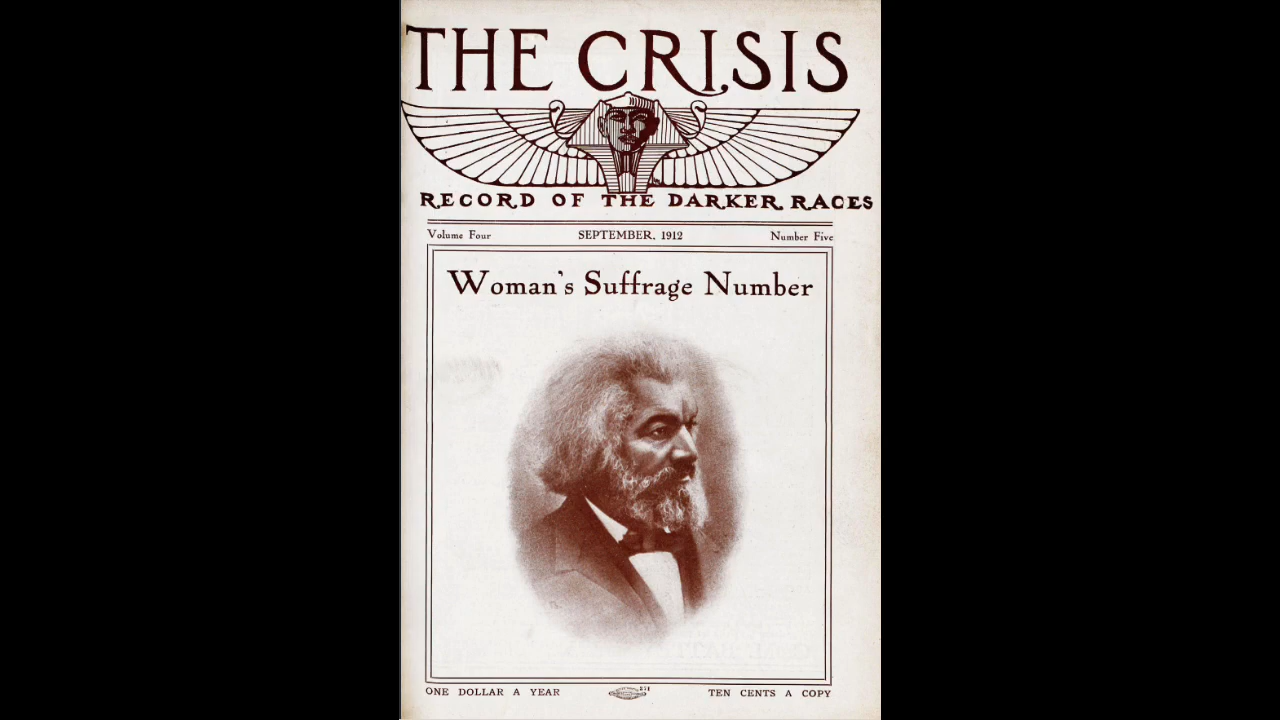 THE CRISIS
RECORD OF THE DARKER RACES
Volume Four SEPTEMBER, 1912 Number Five
Woman's Suffrage Number
ONE DOLLAR A YEAR TEN CENTS A COPY